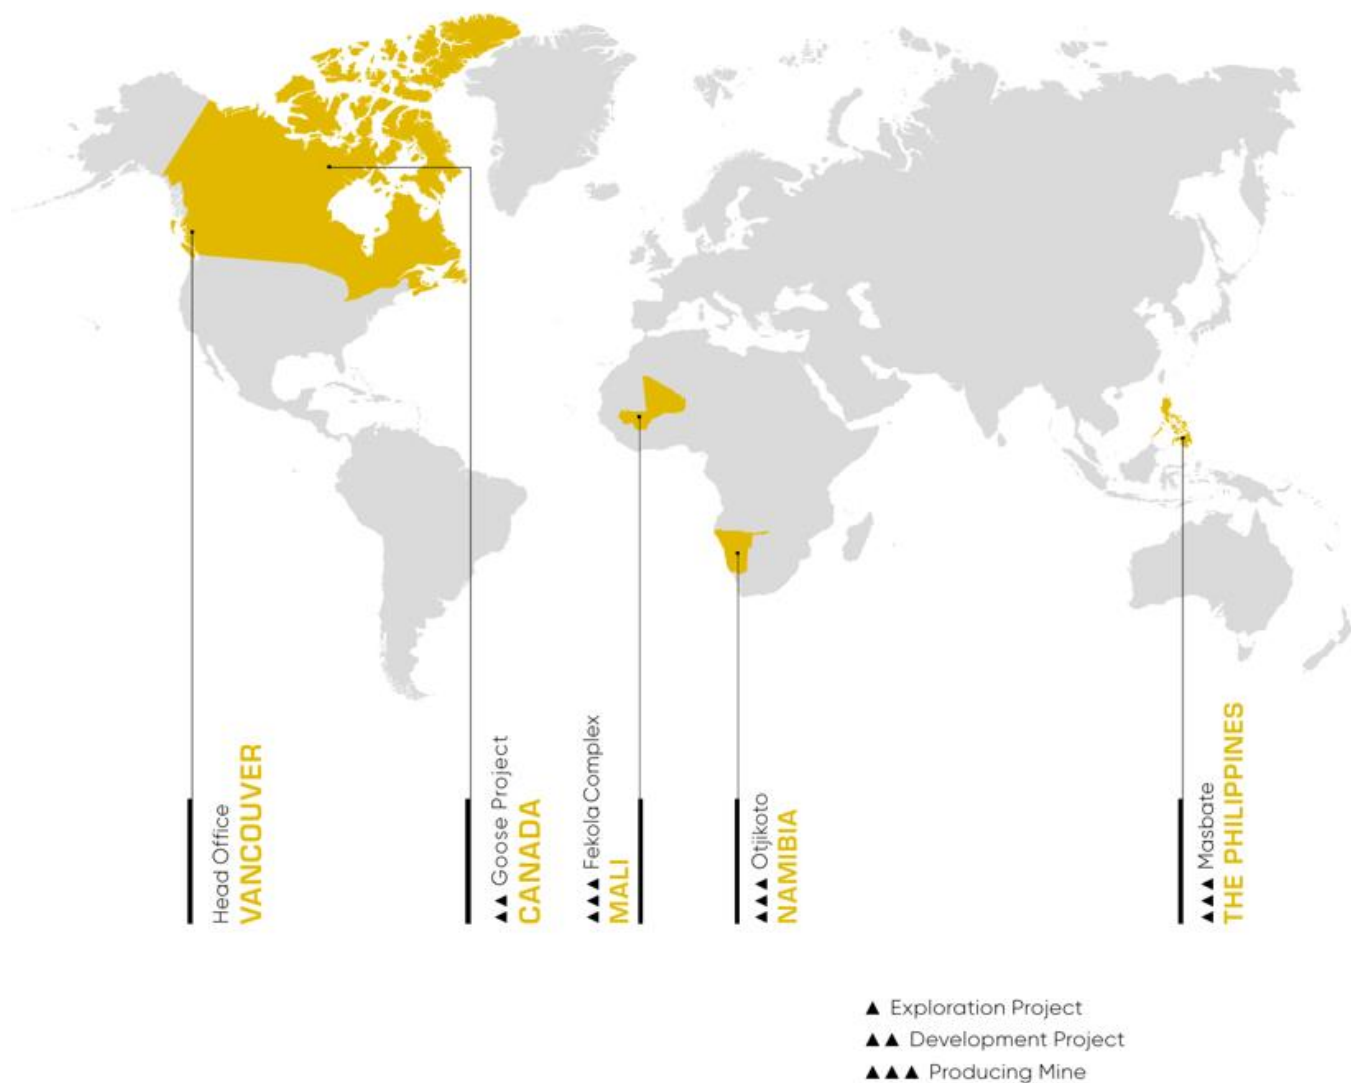 Head Office
VANCOUVER
▲▲ Goose Project
CANADA
▲▲▲ Fekola Complex
MALI
▲▲▲ Otjikoto
NAMIBIA
▲▲▲ Masbate
THE PHILIPPINES
▲ Exploration Project
▲▲ Development Project
▲▲▲ Producing Mine